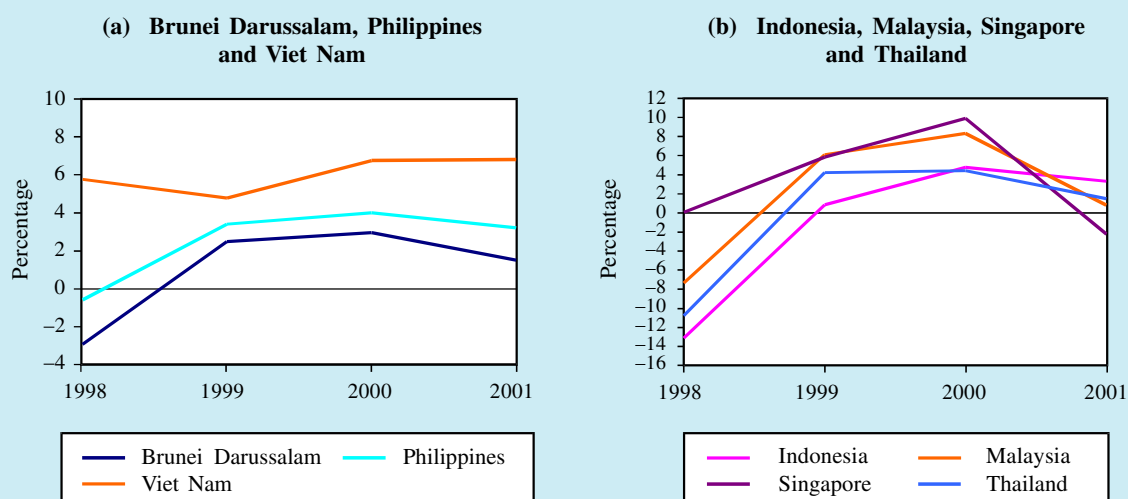 (a) Brunei Darussalam, Philippines
and Viet Nam
Percentage
10
8
6
4
2
0
–2
–4
1998
1999
2000
2001
Brunei Darussalam
Philippines
Viet Nam
(b) Indonesia, Malaysia, Singapore
and Thailand
Percentage
12
10
8
6
4
2
0
–2
–4
–6
–8
–10
–12
–14
–16
1998
1999
2000
2001
Indonesia
Malaysia
Singapore
Thailand